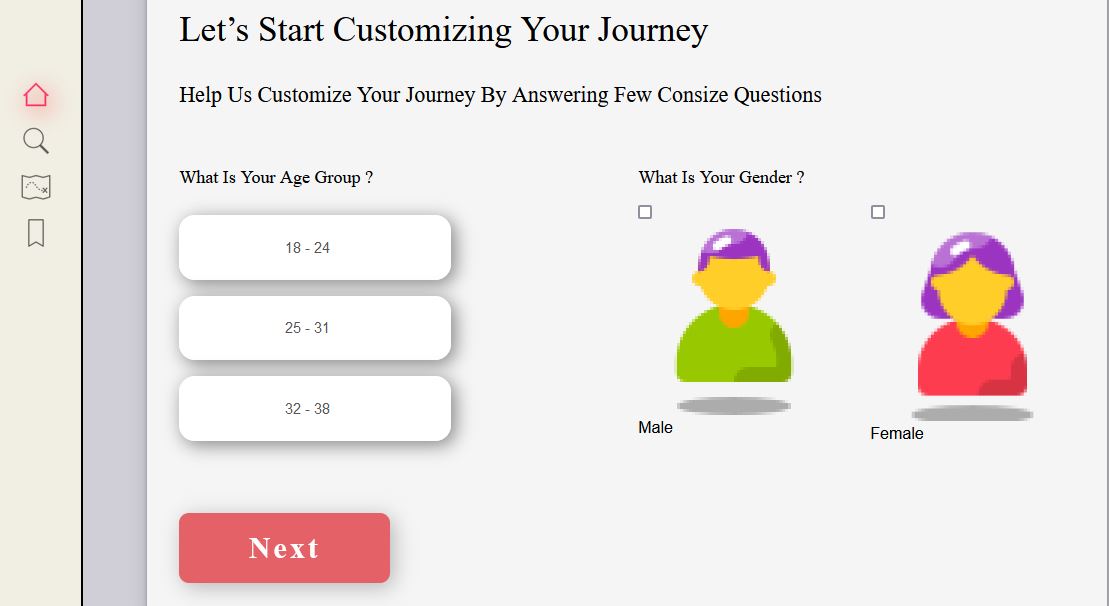 Let’s Start Customizing Your Journey
Help Us Customize Your Journey By Answering Few Consize Questions
What Is Your Age Group ?
18 - 24
25 - 31
32 - 38
What Is Your Gender ?
Male
Female
Next